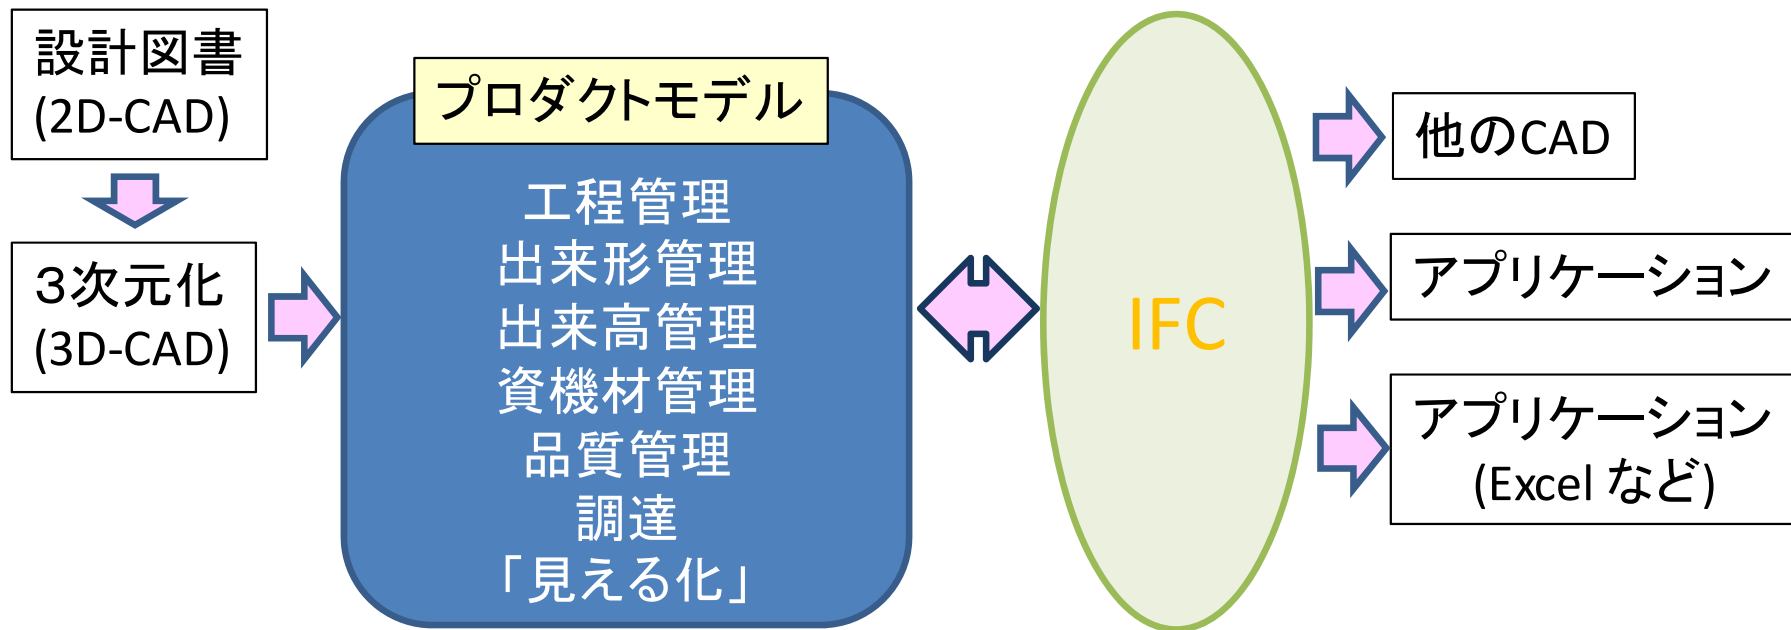 設計図書
(2D-CAD)
３次元化
(3D-CAD)
プロダクトモデル
工程管理
出来形管理
出来高管理
資機材管理
品質管理
調達
「見える化」
IFC
他のCAD
アプリケーション
アプリケーション
(Excel など)